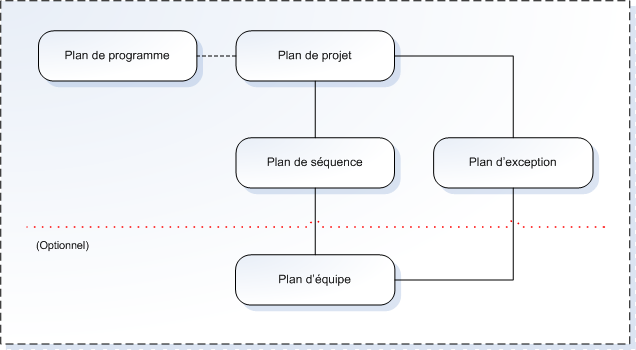 Plan de programme
Plan de projet
Plan de séquence
Plan d'exception
(Optionnel)
Plan d'équipe